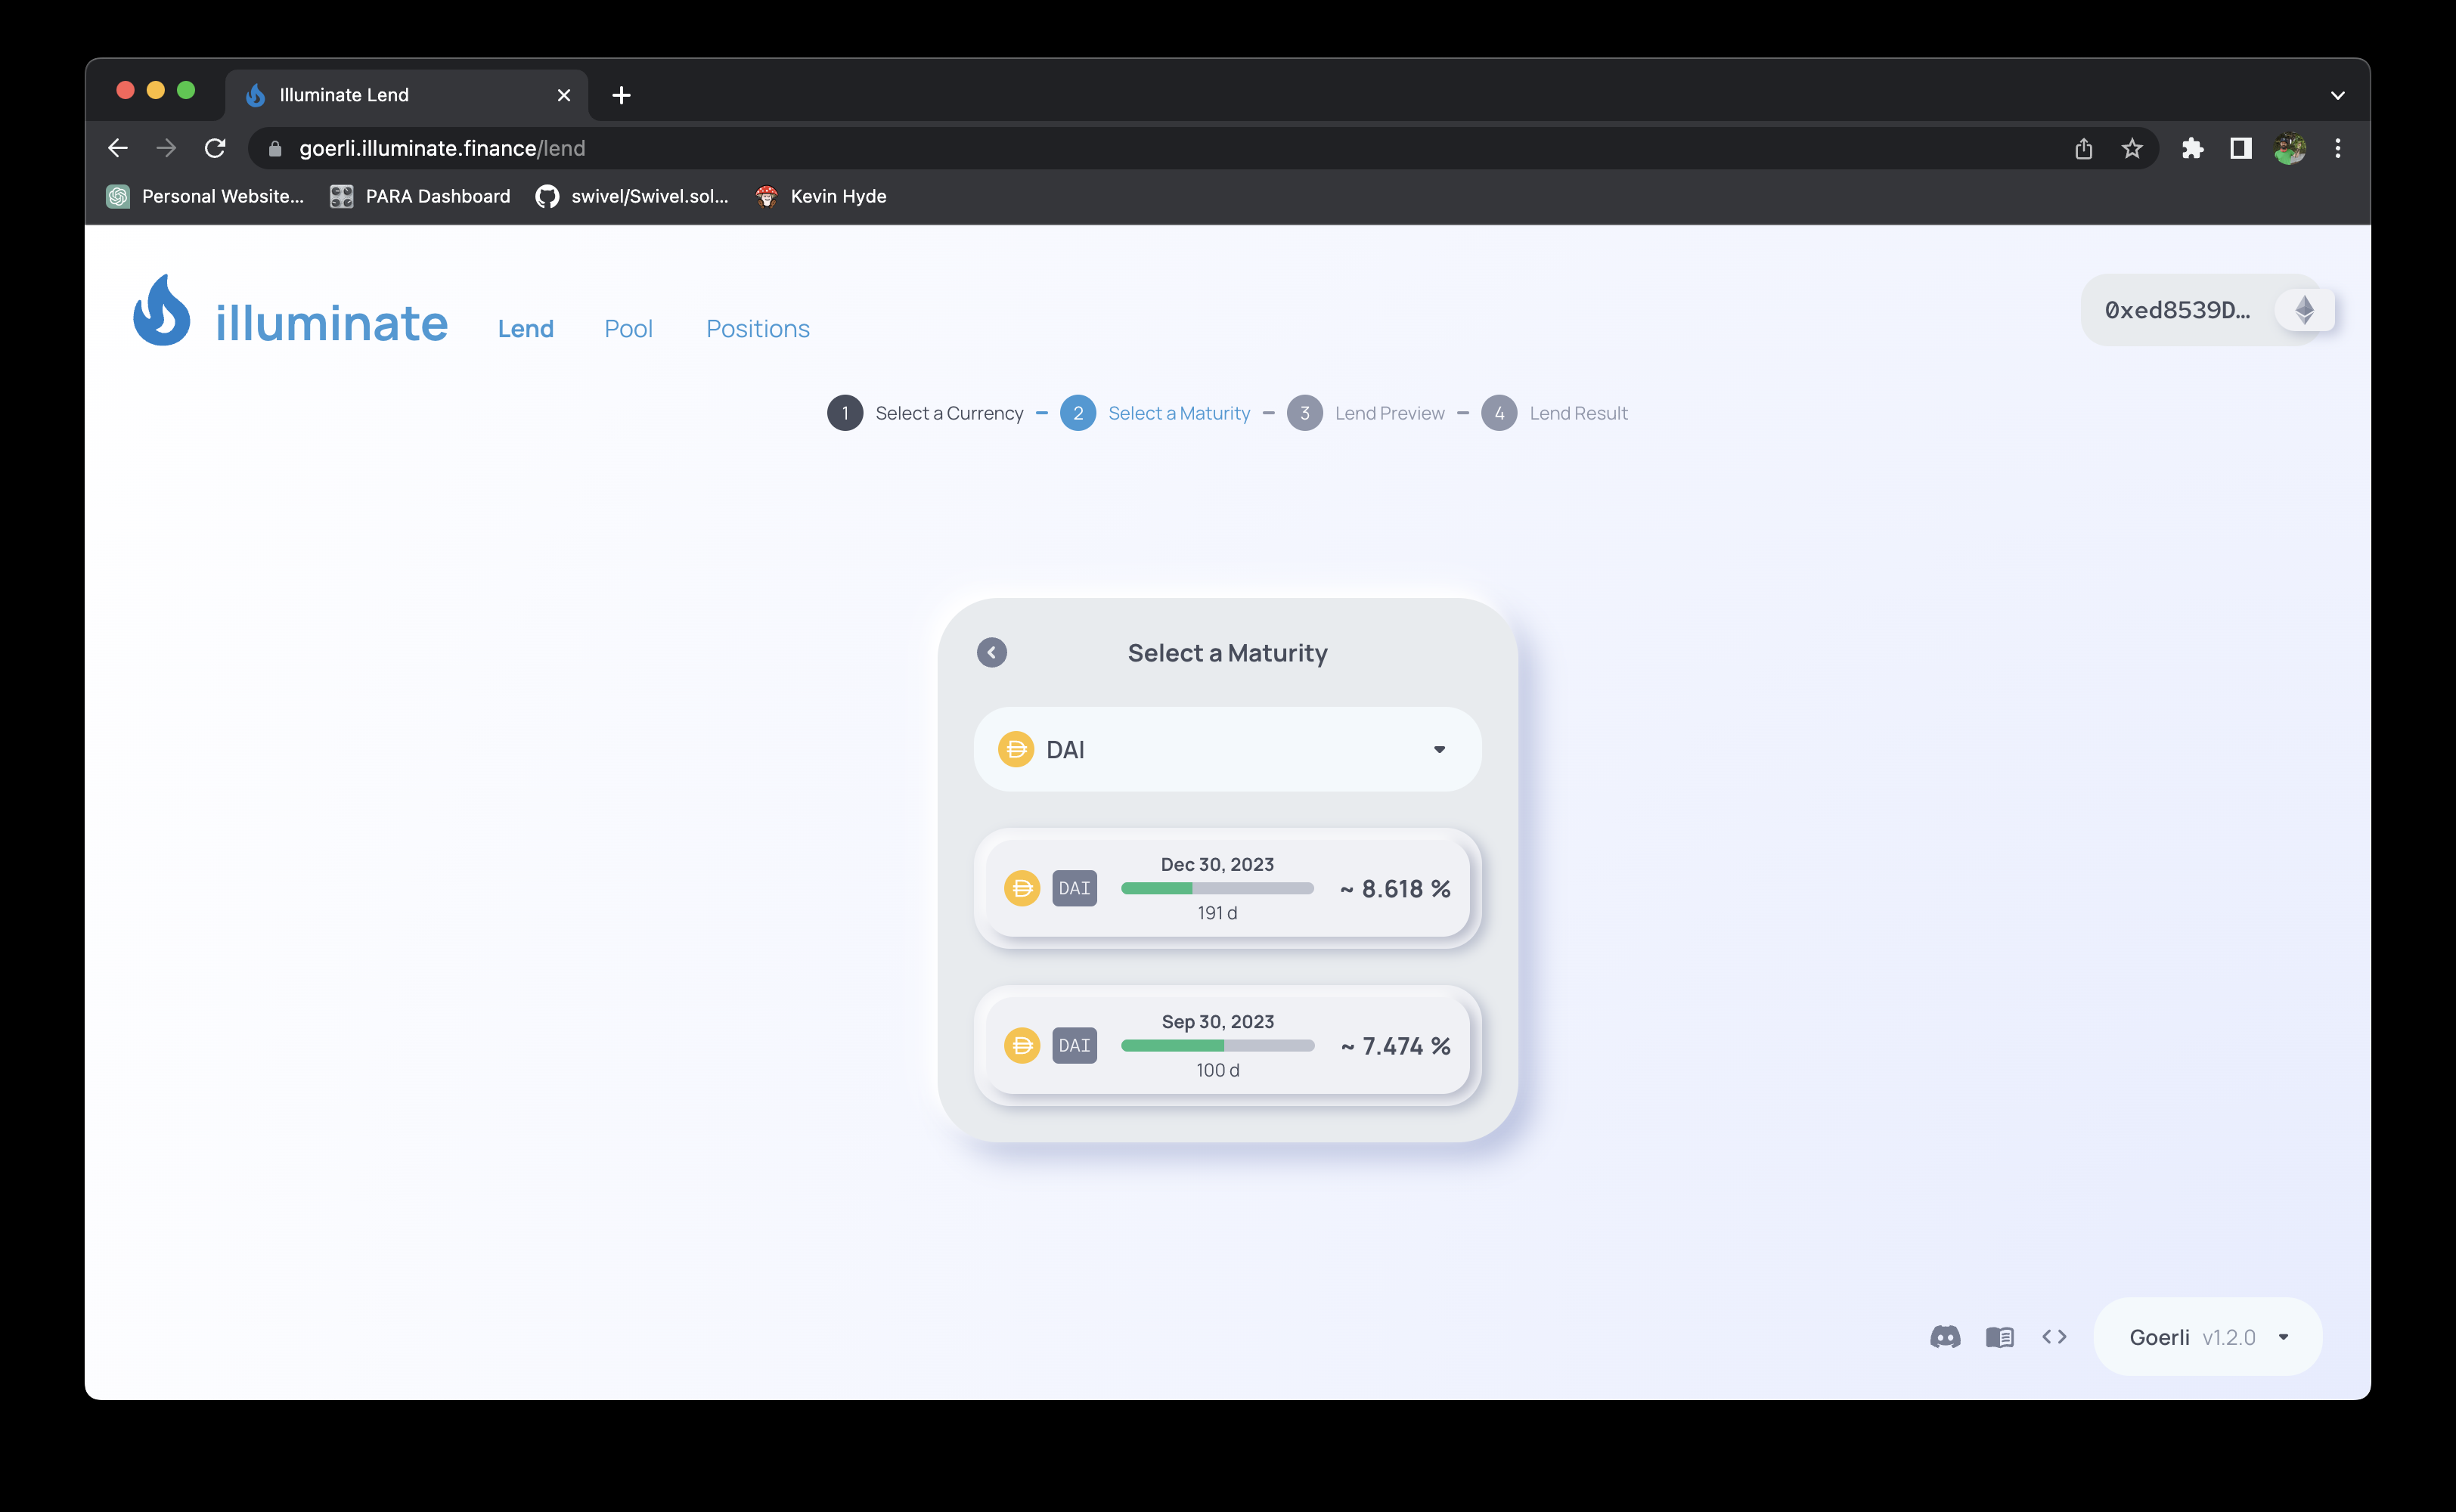 Illuminate Lend
goerli.illuminate.finance/lend
Personal Website... PARA Dashboard swivel/Swivel.sol... Kevin Hyde
illuminate Lend Pool Positions 0xed8539D...
1 Select a Currency 2 Select a Maturity 3 Lend Preview 4 Lend Result
Select a Maturity
DAI
Dec 30, 2023
DAI ~ 8.618 %
191 d
Sep 30, 2023
DAI ~ 7.474 %
100 d
Goerli v1.2.0